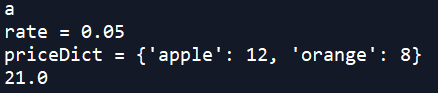 a
rate = 0.05
priceDict = {'apple': 12, 'orange': 8}
21.0